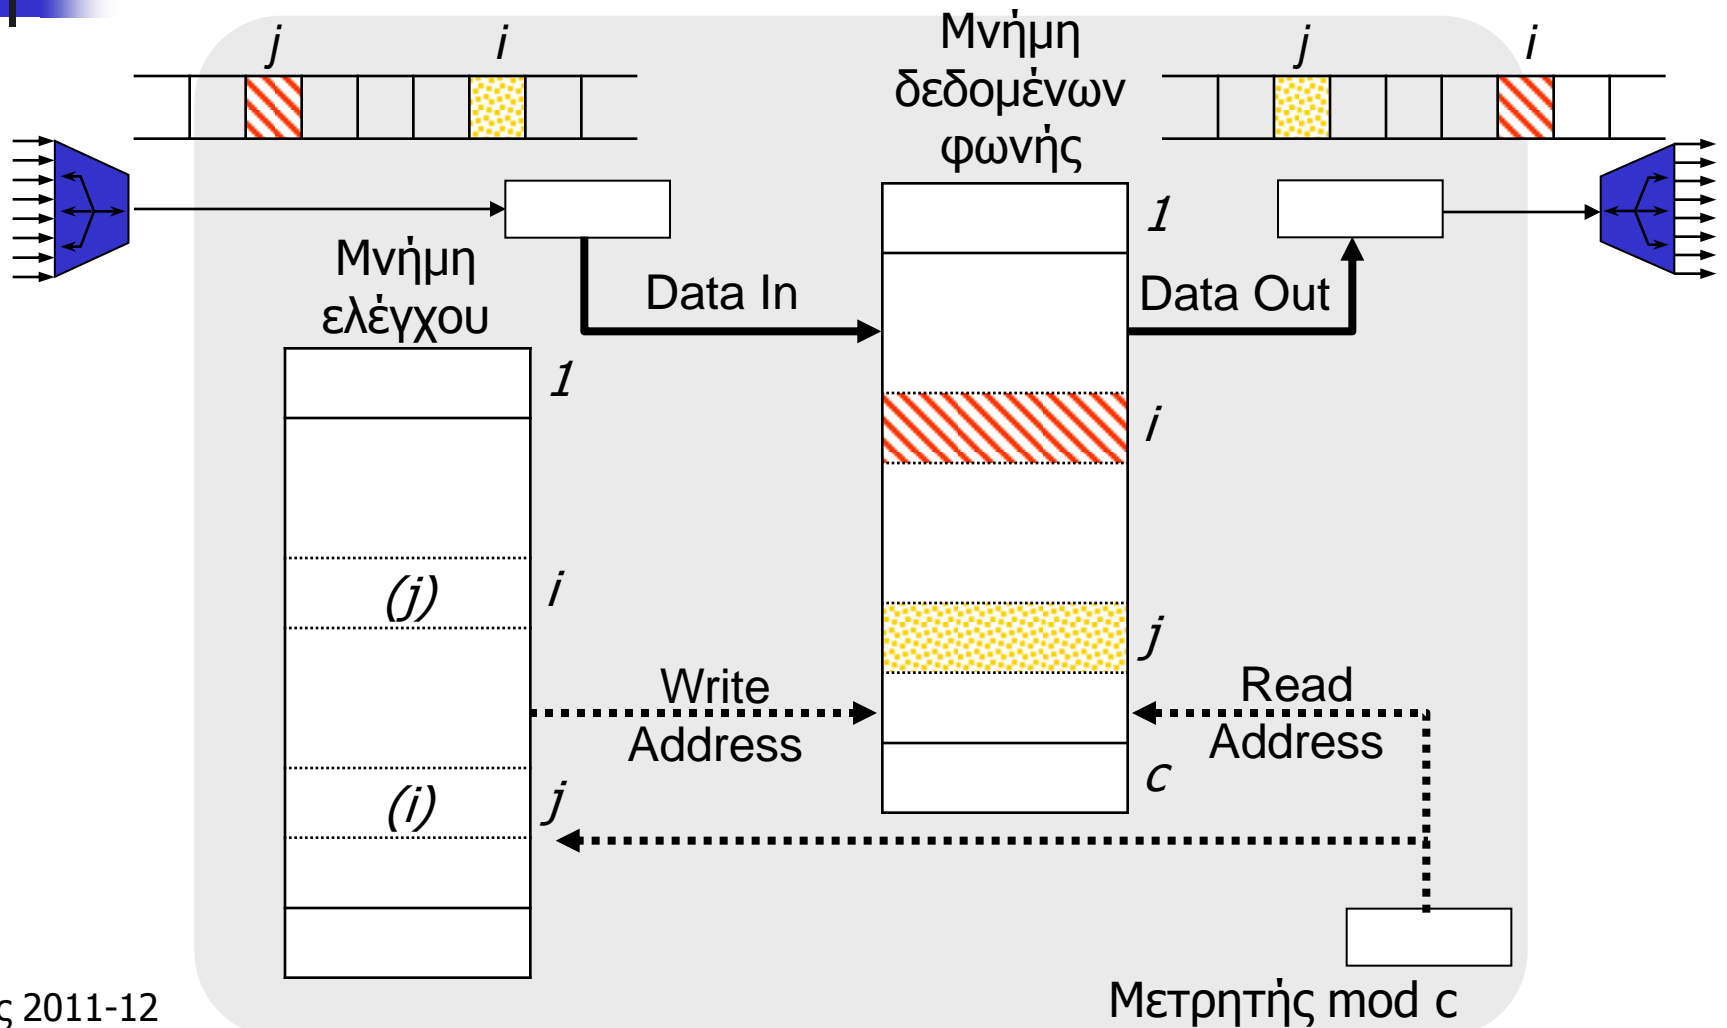 j
i
Μνήμη
δεδομένων
φωνής
j
i
Μνήμη
ελέγχου
Data In
Data Out
1
1
i
(j)
i
j
Write
Address
Read
Address
(i)
j
c
Μετρητής mod c
ς 2011-12